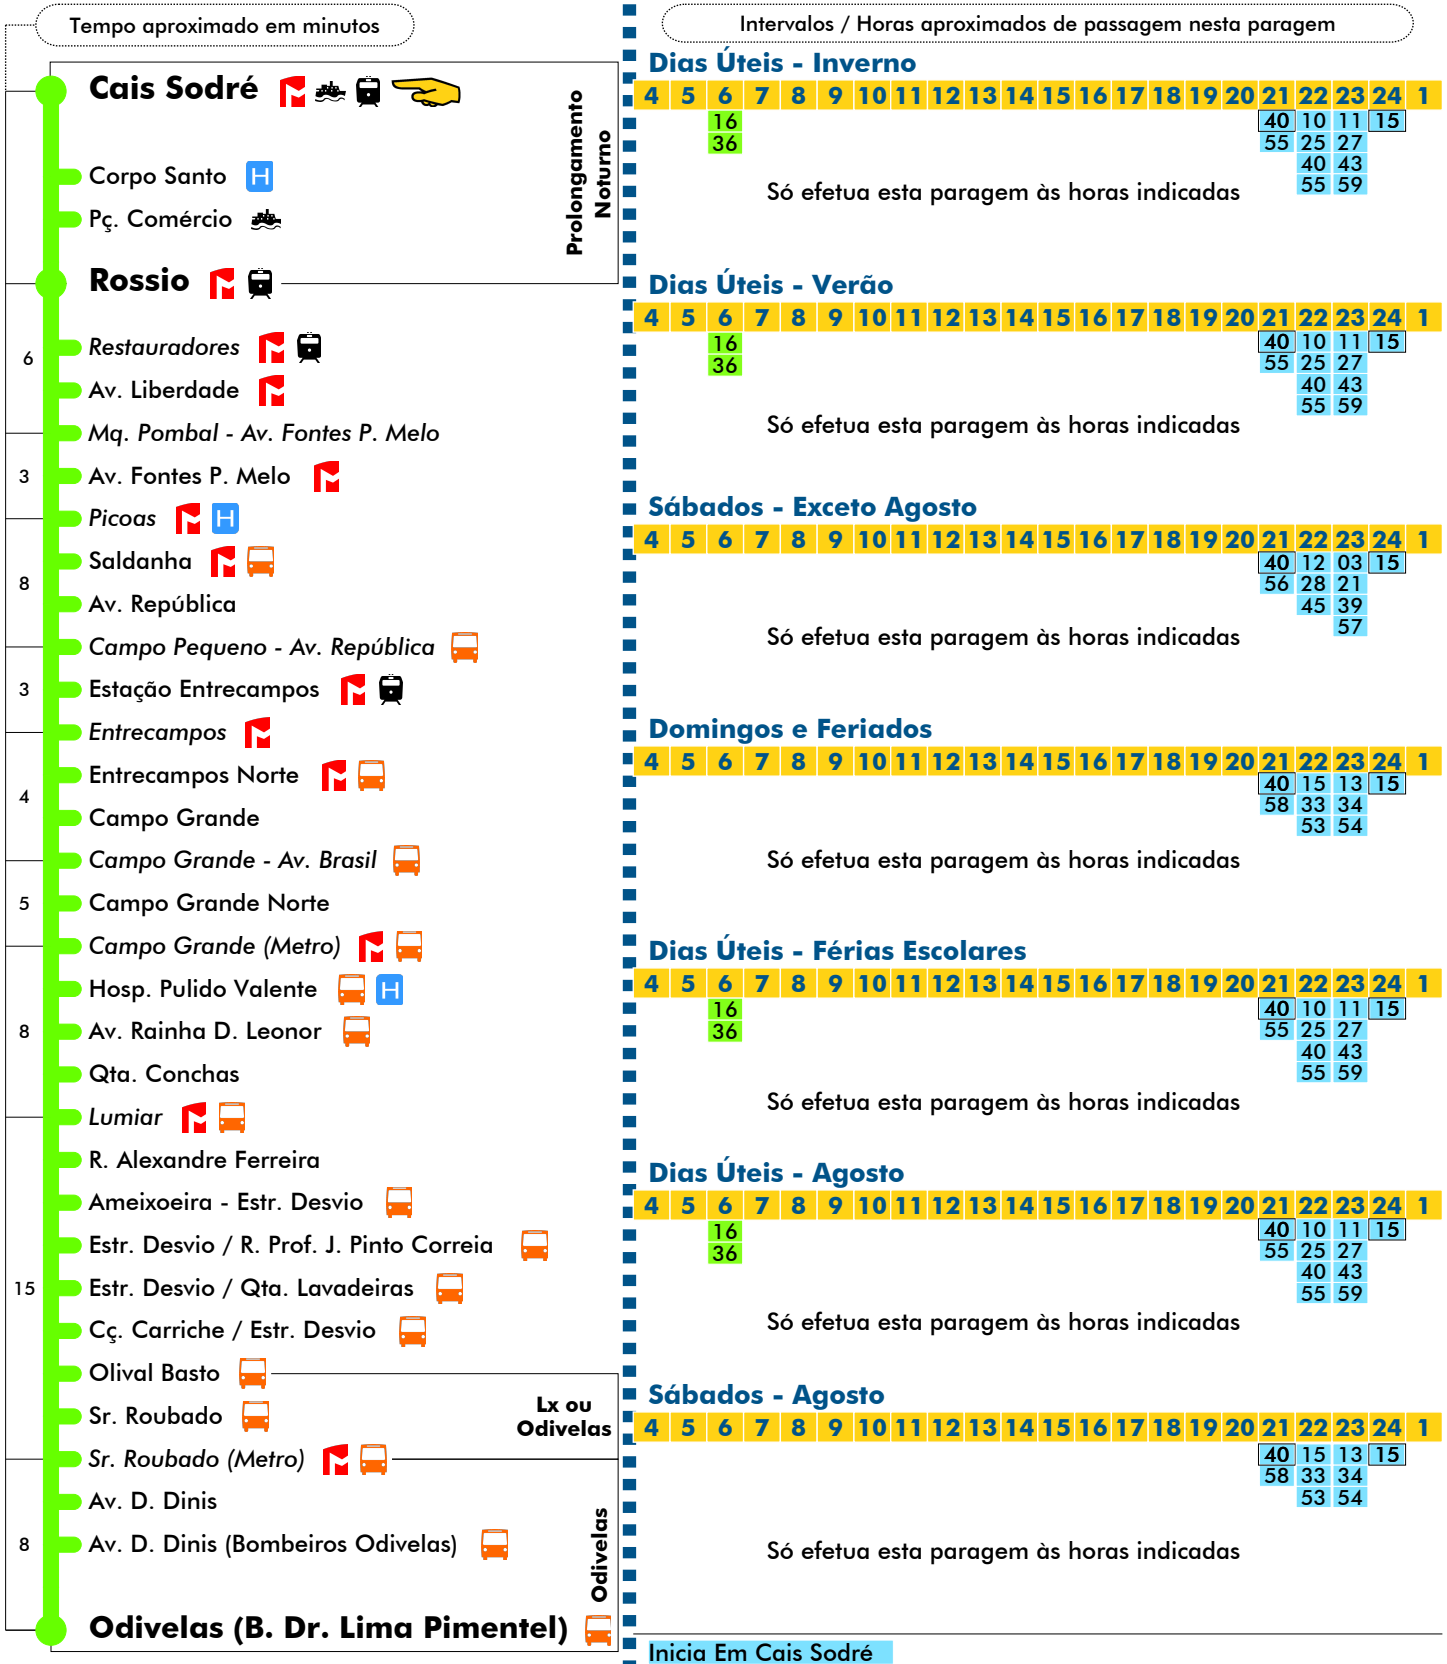 Tempo aproximado em minutos
Cais Sodré
Corpo Santo H
Pç. Comércio
Prolongamento
Noturno
Rossio
6
Restauradores
Av. Liberdade
Mq. Pombal - Av. Fontes P. Melo
3
Av. Fontes P. Melo
Picoas H
Saldanha
8
Av. República
Campo Pequeno - Av. República
3
Estação Entrecampos
Entrecampos
Entrecampos Norte
4
Campo Grande
Campo Grande - Av. Brasil
5
Campo Grande Norte
Campo Grande (Metro)
Hosp. Pulido Valente H
8
Av. Rainha D. Leonor
Qta. Conchas
Lumiar
R. Alexandre Ferreira
Ameixoeira - Estr. Desvio
Estr. Desvio / R. Prof. J. Pinto Correia
15
Estr. Desvio / Qta. Lavadeiras
Cç. Carriche / Estr. Desvio
Olival Basto
Sr. Roubado
Lx ou
Odivelas
Sr. Roubado (Metro)
Av. D. Dinis
8
Av. D. Dinis (Bombeiros Odivelas)
Odivelas
Odivelas (B. Dr. Lima Pimentel)
Intervalos / Horas aproximados de passagem nesta paragem
Dias Úteis - Inverno
4 5 6 7 8 9 10 11 12 13 14 15 16 17 18 19 20 21 22 23 24 1
16 40 10 11 15
36 55 25 27
40 43
55 59
Só efetua esta paragem às horas indicadas
Dias Úteis - Verão
4 5 6 7 8 9 10 11 12 13 14 15 16 17 18 19 20 21 22 23 24 1
16 40 10 11 15
36 55 25 27
40 43
55 59
Só efetua esta paragem às horas indicadas
Sábados - Exceto Agosto
4 5 6 7 8 9 10 11 12 13 14 15 16 17 18 19 20 21 22 23 24 1
40 12 03 15
56 28 21
45 39
57
Só efetua esta paragem às horas indicadas
Domingos e Feriados
4 5 6 7 8 9 10 11 12 13 14 15 16 17 18 19 20 21 22 23 24 1
40 15 13 15
58 33 34
53 54
Só efetua esta paragem às horas indicadas
Dias Úteis - Férias Escolares
4 5 6 7 8 9 10 11 12 13 14 15 16 17 18 19 20 21 22 23 24 1
16 40 10 11 15
36 55 25 27
40 43
55 59
Só efetua esta paragem às horas indicadas
Dias Úteis - Agosto
4 5 6 7 8 9 10 11 12 13 14 15 16 17 18 19 20 21 22 23 24 1
16 40 10 11 15
36 55 25 27
40 43
55 59
Só efetua esta paragem às horas indicadas
Sábados - Agosto
4 5 6 7 8 9 10 11 12 13 14 15 16 17 18 19 20 21 22 23 24 1
40 15 13 15
58 33 34
53 54
Só efetua esta paragem às horas indicadas
Inicia Em Cais Sodré